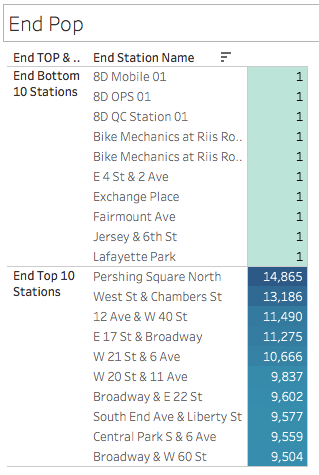 End Pop
End TOP & .. End Station Name
End Bottom 8D Mobile 01 1
10 Stations 8D OPS 01 1
8D QC Station 01 1
Bike Mechanics at Riis Ro.. 1
Bike Mechanics at Riis Ro.. 1
E 4 St & 2 Ave 1
Exchange Place 1
Fairmount Ave 1
Jersey & 6th St 1
Lafayette Park 1
End Top 10 Pershing Square North 14,865
Stations West St & Chambers St 13,186
12 Ave & W 40 St 11,490
E 17 St & Broadway 11,275
W 21 St & 6 Ave 10,666
W 20 St & 11 Ave 9,837
Broadway & E 22 St 9,602
South End Ave & Liberty St 9,577
Central Park S & 6 Ave 9,559
Broadway & W 60 St 9,504